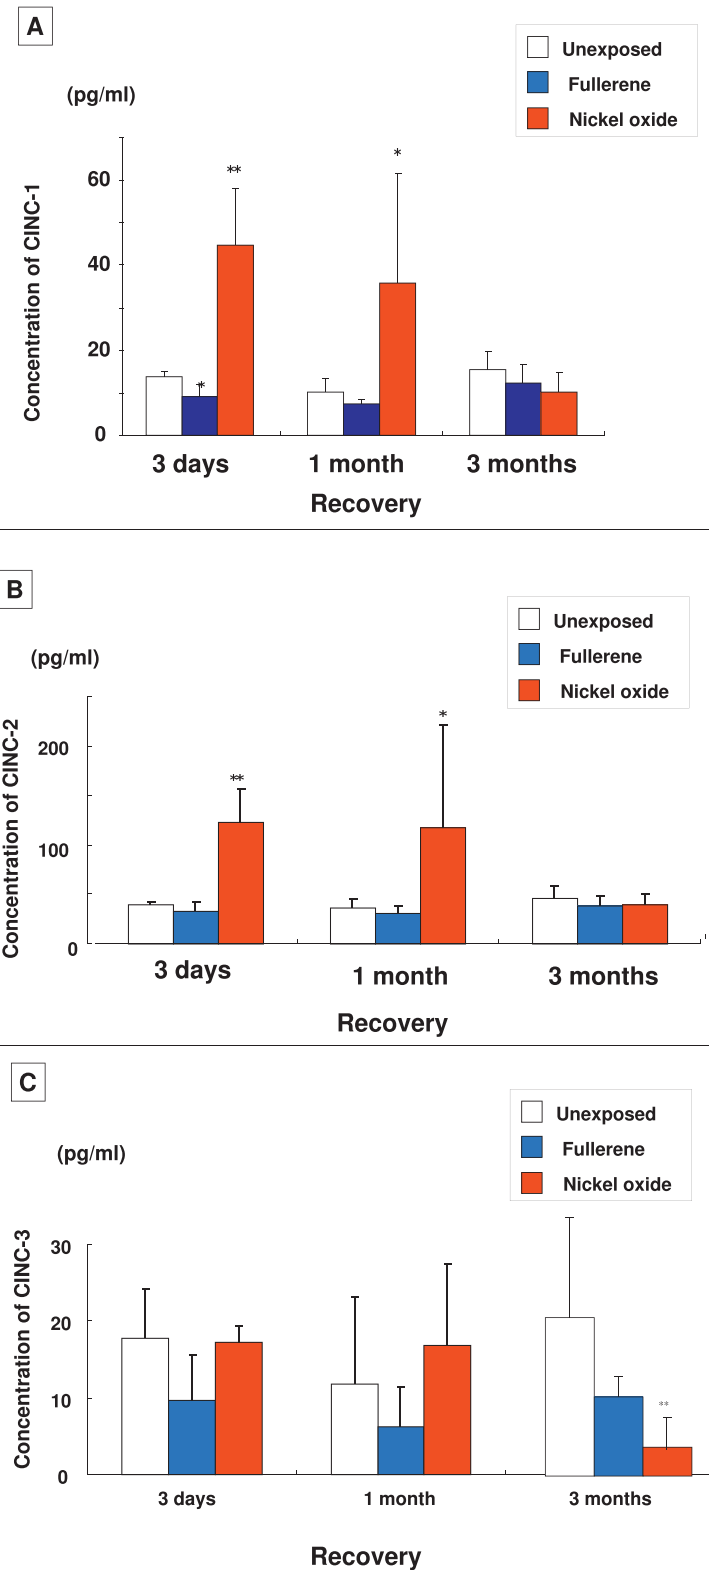 A
Unexposed
Fullerene
Nickel oxide
(pg/ml)
Concentration of CINC-1
60
40
20
0
**
*
*
3 days
1 month
3 months
Recovery
B
Unexposed
Fullerene
Nickel oxide
(pg/ml)
Concentration of CINC-2
200
100
0
**
*
3 days
1 month
3 months
Recovery
C
Unexposed
Fullerene
Nickel oxide
(pg/ml)
Concentration of CINC-3
30
20
10
0
**
3 days
1 month
3 months
Recovery